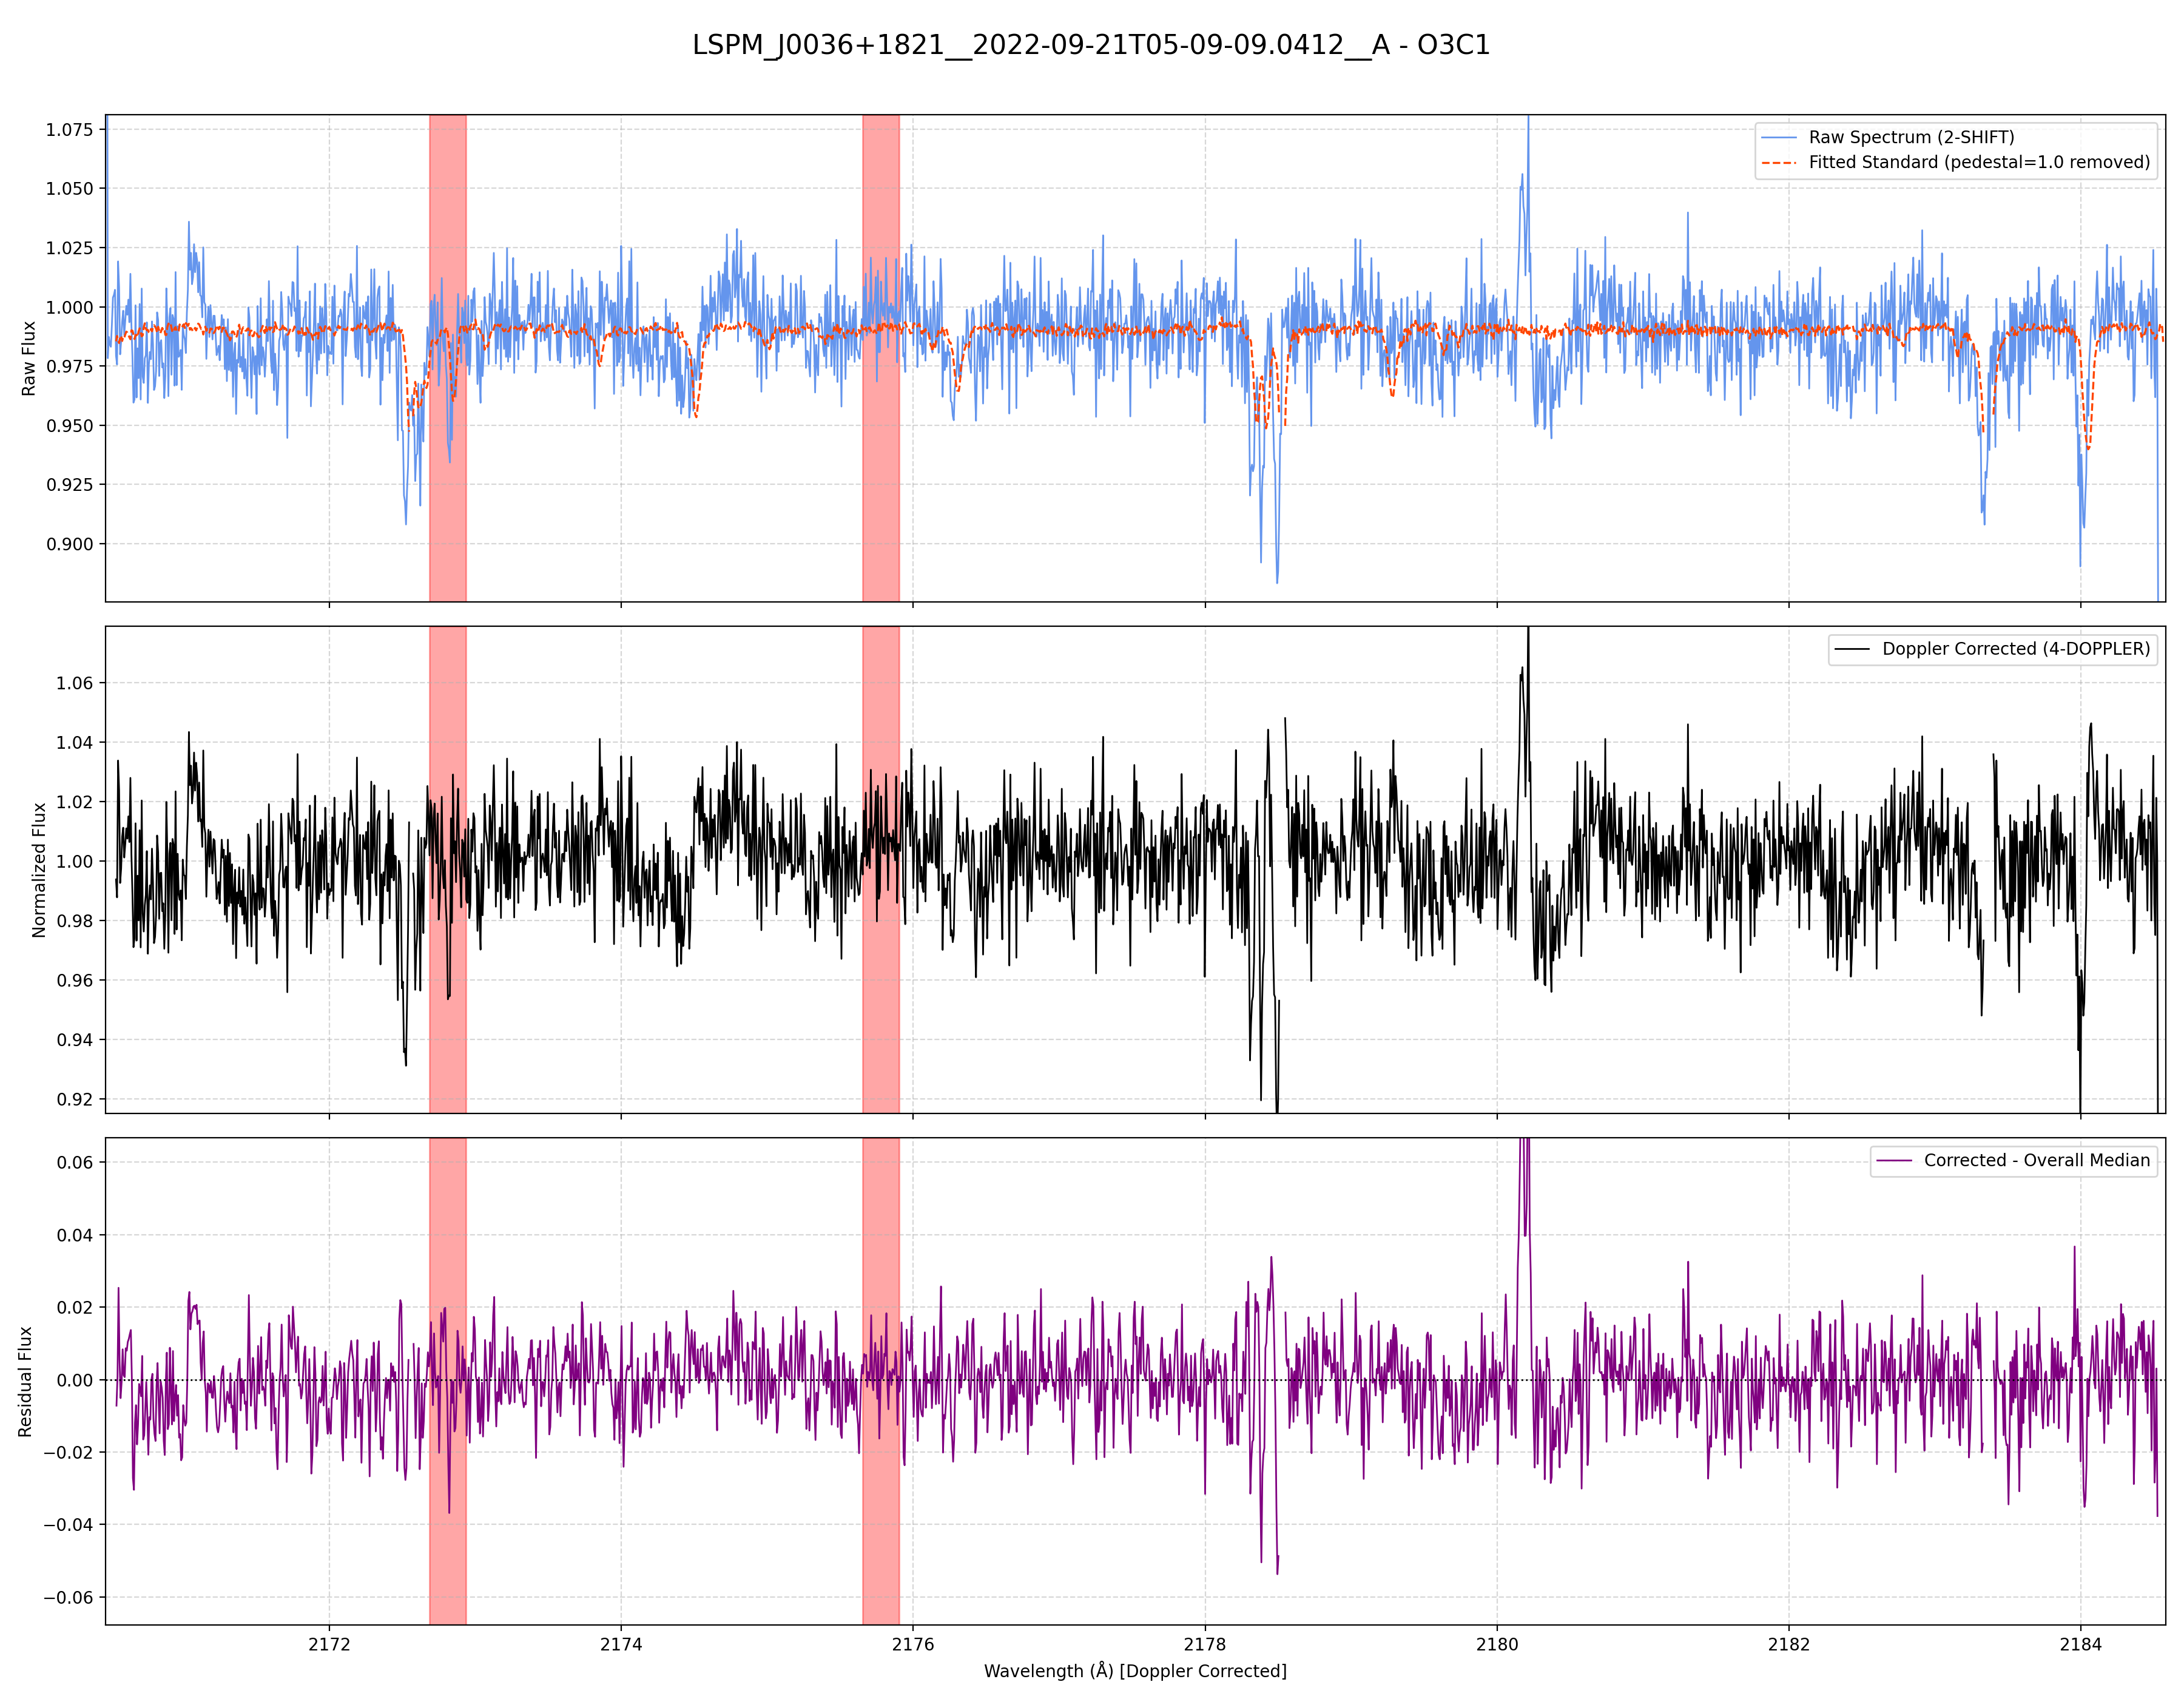 LSPM_J0036+1821__2022-09-21T05-09-09.0412__A - O3C1
1.075
1.050
1.025
1.000
0.975
0.950
0.925
0.900
Raw Flux
Raw Spectrum (2-SHIFT)
Fitted Standard (pedestal=1.0 removed)
1.06
1.04
1.02
1.00
0.98
0.96
0.94
0.92
Normalized Flux
Doppler Corrected (4-DOPPLER)
0.06
0.04
0.02
0.00
−0.02
−0.04
−0.06
Residual Flux
Corrected - Overall Median
2172 2174 2176 2178 2180 2182 2184
Wavelength (Å) [Doppler Corrected]